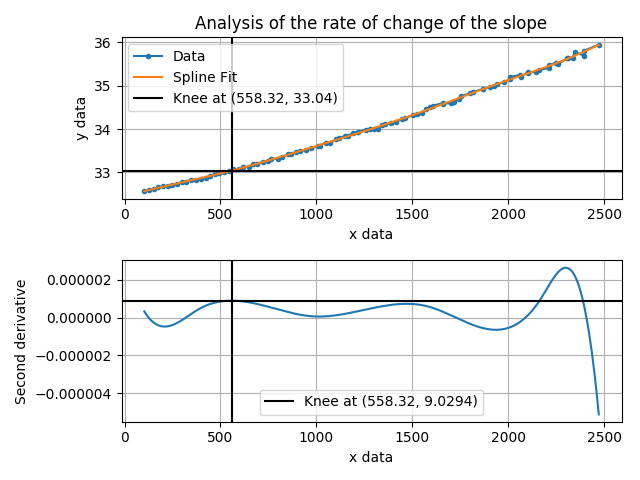 Analysis of the rate of change of the slope
36
35
34
33
y data
Data
Spline Fit
Knee at (558.32, 33.04)
0 500 1000 1500 2000 2500
x data
0.000002
0.000000
−0.000002
−0.000004
Second derivative
Knee at (558.32, 9.0294)
0 500 1000 1500 2000 2500
x data